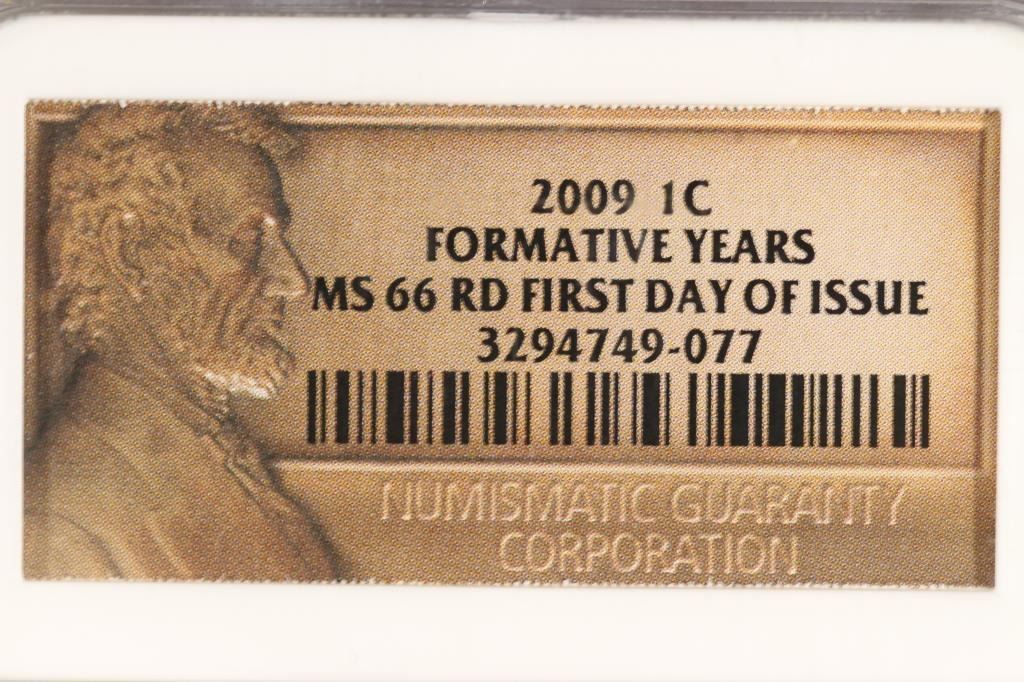 2009 1C
FORMATIVE YEARS
MS 66 RD FIRST DAY OF ISSUE
3294749-077
NUMISMATIC GUARANTY
CORPORATION